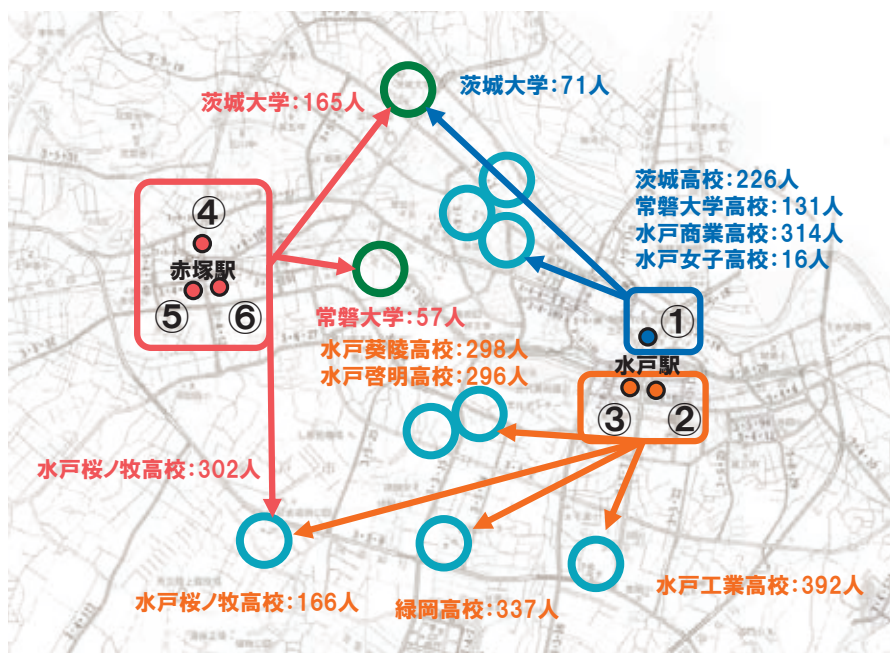 茨城大学:165人
茨城大学:71人
茨城高校:226人
常磐大学高校:131人
水戸商業高校:314人
水戸女子高校:16人
④
赤塚駅
⑤
⑥
常磐大学:57人
①
水戸駅
③
②
水戸葵陵高校:298人
水戸啓明高校:296人
水戸桜ノ牧高校:302人
水戸桜ノ牧高校:166人
緑岡高校:337人
水戸工業高校:392人